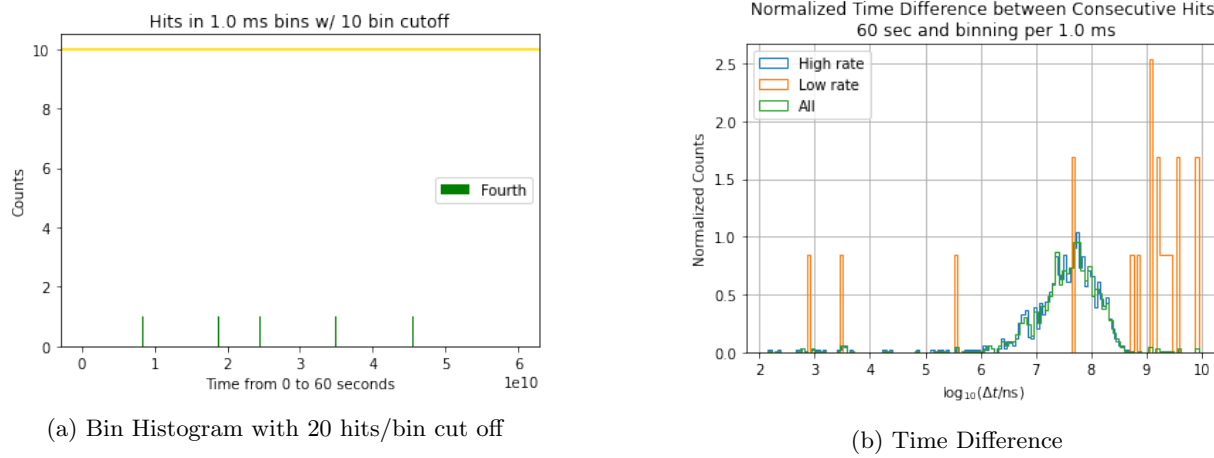 Hits in 1.0 ms bins w/ 10 bin cutoff
Counts
10
8
6
4
2
0
Fourth
0 1 2 3 4 5 6
Time from 0 to 60 seconds
1e10
(a) Bin Histogram with 20 hits/bin cut off
Normalized Time Difference between Consecutive Hits
60 sec and binning per 1.0 ms
Normalized Counts
2.5
2.0
1.5
1.0
0.5
0.0
High rate
Low rate
All
2 3 4 5 6 7 8 9 10
log₁₀(Δt/ns)
(b) Time Difference